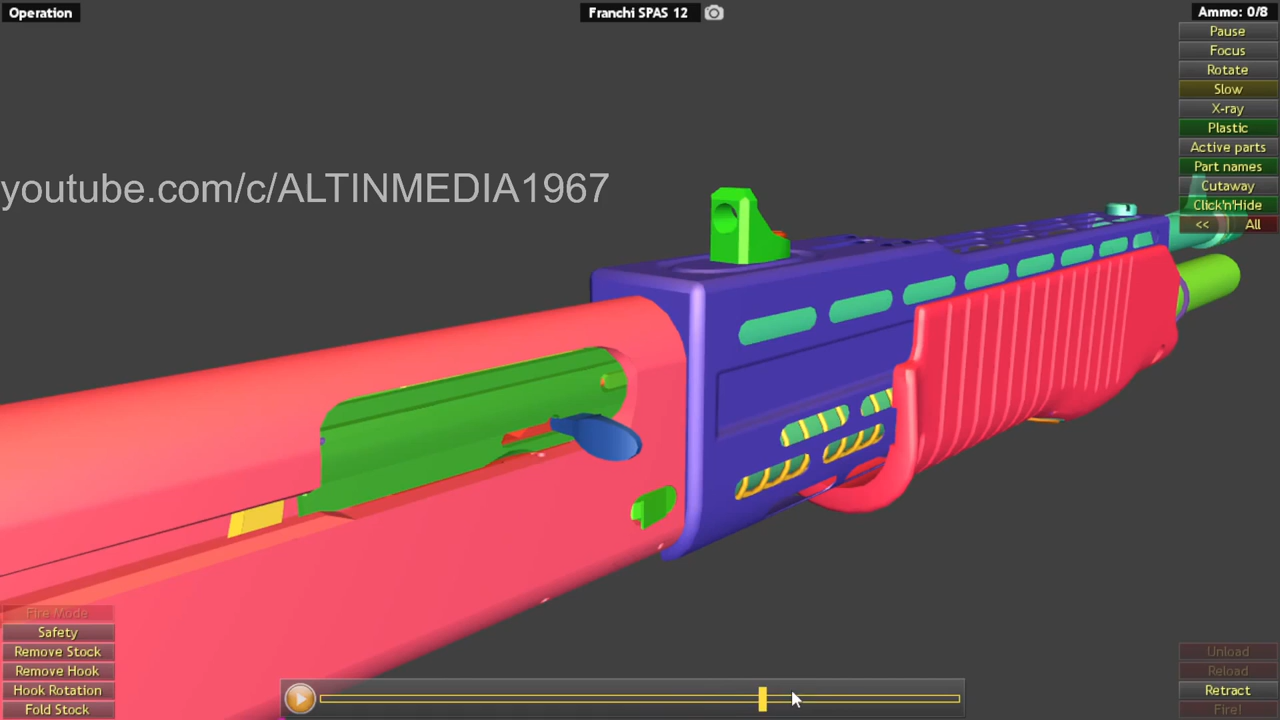 Operation
Franchi SPAS 12
Ammo: 0/8
Pause
Focus
Rotate
Slow
X-ray
Plastic
Active parts
Part names
Cutaway
Click'n'Hide
<< All
youtube.com/c/ALTINMEDIA1967
Fire Mode
Safety
Remove Stock
Remove Hook
Hook Rotation
Fold Stock
Unload
Reload
Retract
Fire!